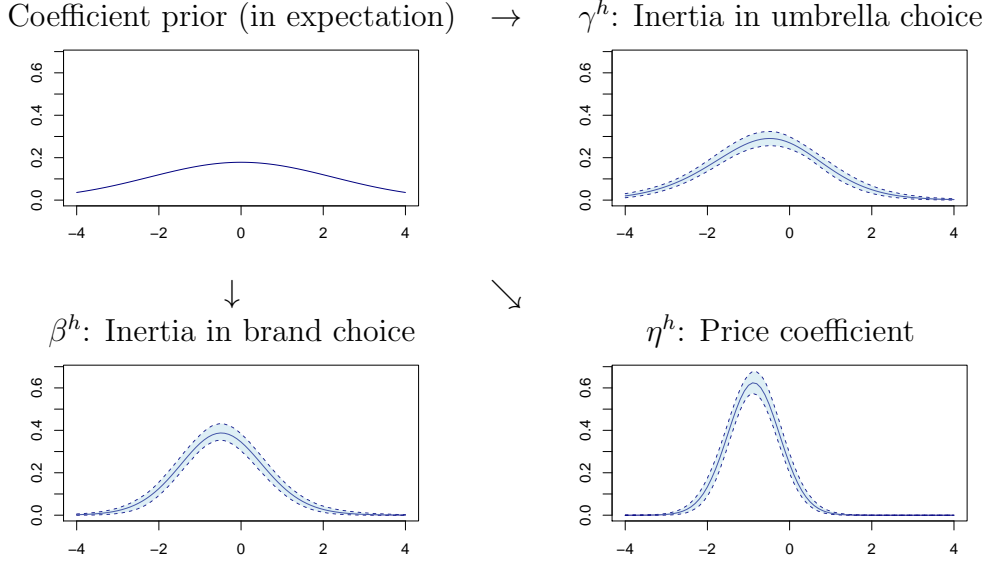 Coefficient prior (in expectation) → γʰ: Inertia in umbrella choice
0.0 0.2 0.4 0.6
−4 −2 0 2 4
0.0 0.2 0.4 0.6
−4 −2 0 2 4
↓ ↘
βʰ: Inertia in brand choice
ηʰ: Price coefficient
0.0 0.2 0.4 0.6
−4 −2 0 2 4
0.0 0.2 0.4 0.6
−4 −2 0 2 4